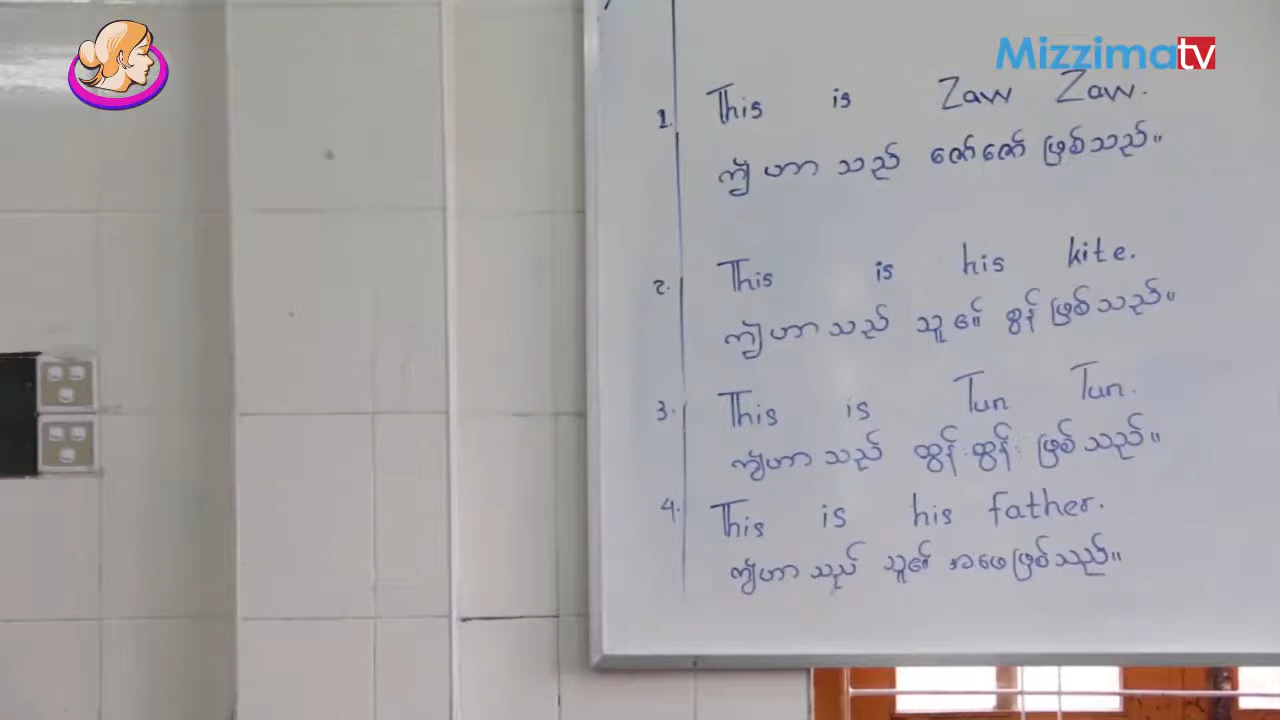 Mizzima tv
1. This is Zaw Zaw.
ဤဟာ သည် ဇော်ဇော် ဖြစ်သည်။
2. This is his kite.
ဤဟာ သည် သူ၏ စွန် ဖြစ်သည်။
3. This is Tun Tun.
ဤဟာ သည် ထွန်းထွန်း ဖြစ်သည်။
4. This is his father.
ဤဟာ သည် သူ၏ အဖေ ဖြစ်သည်။